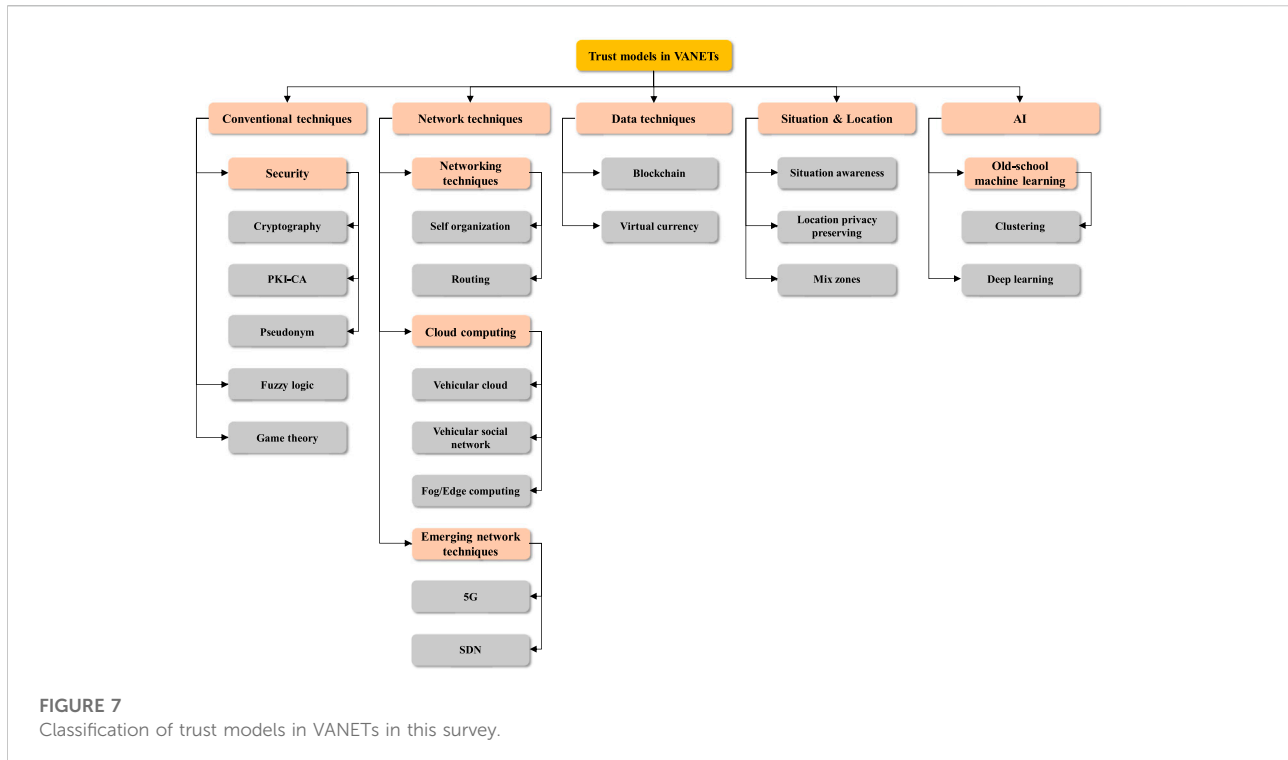 Trust models in VANETs
Conventional techniques
Security
Cryptography
PKI-CA
Pseudonym
Fuzzy logic
Game theory
Network techniques
Networking
techniques
Self organization
Routing
Cloud computing
Vehicular cloud
Vehicular social
network
Fog/Edge computing
Emerging network
techniques
5G
SDN
Data techniques
Blockchain
Virtual currency
Situation & Location
Situation awareness
Location privacy
preserving
Mix zones
AI
Old-school
machine learning
Clustering
Deep learning
FIGURE 7
Classification of trust models in VANETs in this survey.